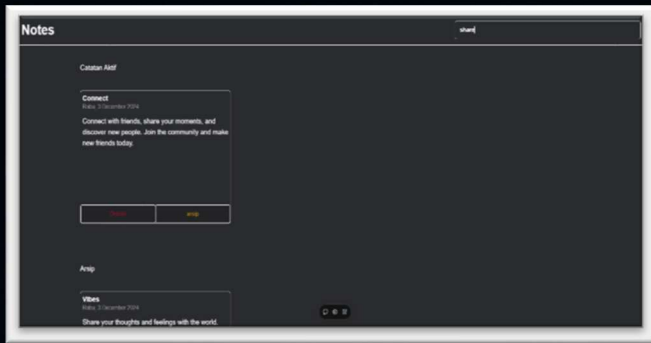 Notes
share
Catatan Aktif
Connect
Rabu, 3 Desember 2024
Connect with friends, share your moments, and
discover new people. Join the community and make
new friends today.
arsip
Arsip
Vibes
Rabu, 3 Desember 2024
Share your thoughts and feelings with the world.